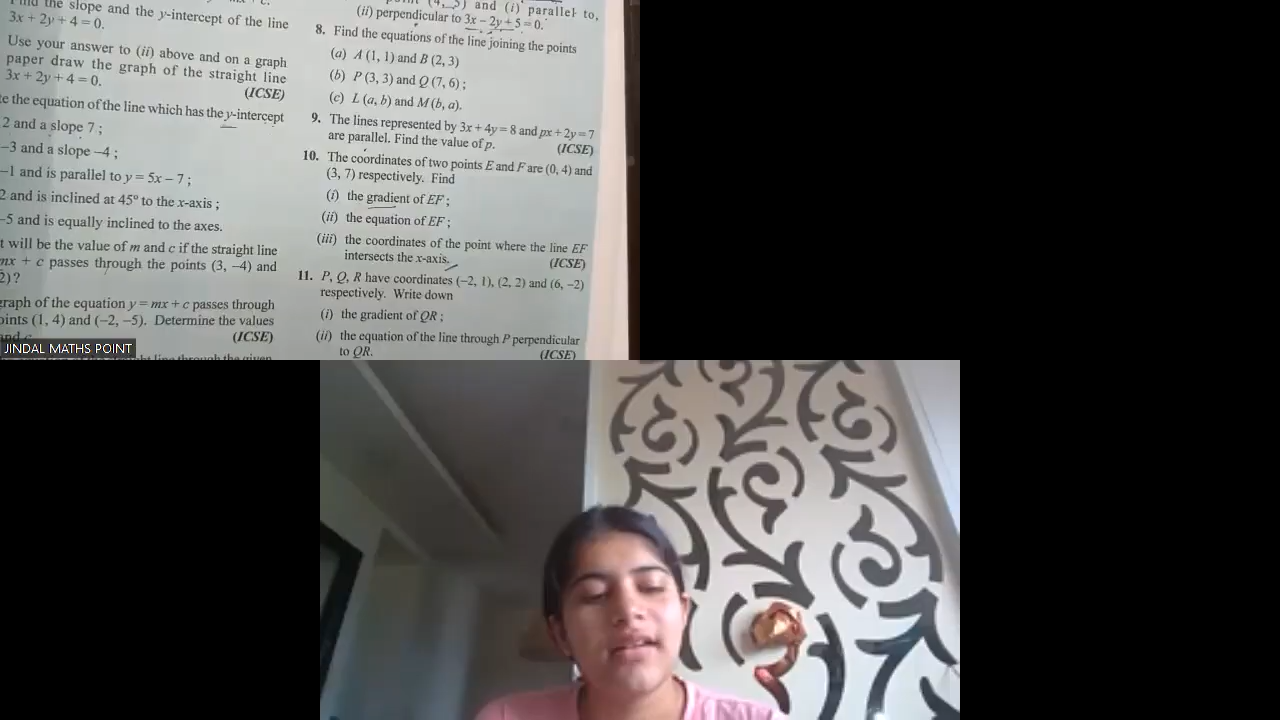 the slope and the y-intercept of the line
3x + 2y + 4 = 0.
Use your answer to (ii) above and on a graph
paper draw the graph of the straight line
3x + 2y + 4 = 0.
(ICSE)
the equation of the line which has the y-intercept
2 and a slope 7 ;
–3 and a slope –4 ;
–1 and is parallel to y = 5x – 7 ;
2 and is inclined at 45° to the x-axis ;
–5 and is equally inclined to the axes.
will be the value of m and c if the straight line
mx + c passes through the points (3, –4) and
2) ?
graph of the equation y = mx + c passes through
points (1, 4) and (–2, –5). Determine the values
(ICSE)
JINDAL MATHS POINT
line through the given
(4, 5) and (i) parallel to,
(ii) perpendicular to 3x – 2y + 5 = 0.
8. Find the equations of the line joining the points
(a) A (1, 1) and B (2, 3)
(b) P (3, 3) and Q (7, 6) ;
(c) L (a, b) and M (b, a).
9. The lines represented by 3x + 4y = 8 and px + 2y = 7
are parallel. Find the value of p. (ICSE)
10. The coordinates of two points E and F are (0, 4) and
(3, 7) respectively. Find
(i) the gradient of EF ;
(ii) the equation of EF ;
(iii) the coordinates of the point where the line EF
intersects the x-axis. (ICSE)
11. P, Q, R have coordinates (–2, 1), (2, 2) and (6, –2)
respectively. Write down
(i) the gradient of QR ;
(ii) the equation of the line through P perpendicular
to QR. (ICSE)